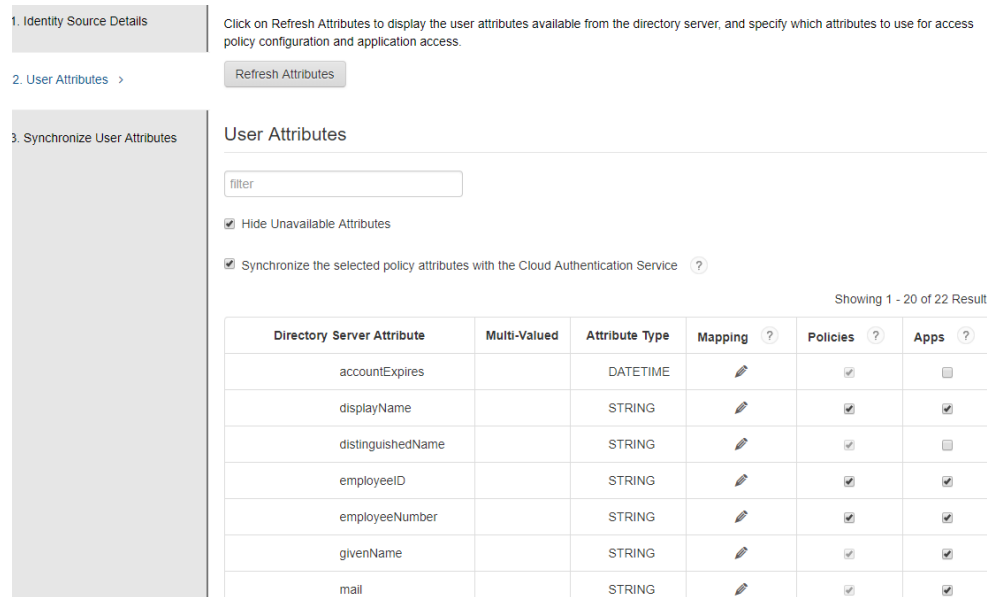 1. Identity Source Details
Click on Refresh Attributes to display the user attributes available from the directory server, and specify which attributes to use for access
policy configuration and application access.
2. User Attributes >
Refresh Attributes
3. Synchronize User Attributes
User Attributes
filter
Hide Unavailable Attributes
Synchronize the selected policy attributes with the Cloud Authentication Service ?
Showing 1 - 20 of 22 Result
Directory Server Attribute Multi-Valued Attribute Type Mapping ? Policies ? Apps ?
accountExpires DATETIME
displayName STRING
distinguishedName STRING
employeeID STRING
employeeNumber STRING
givenName STRING
mail STRING